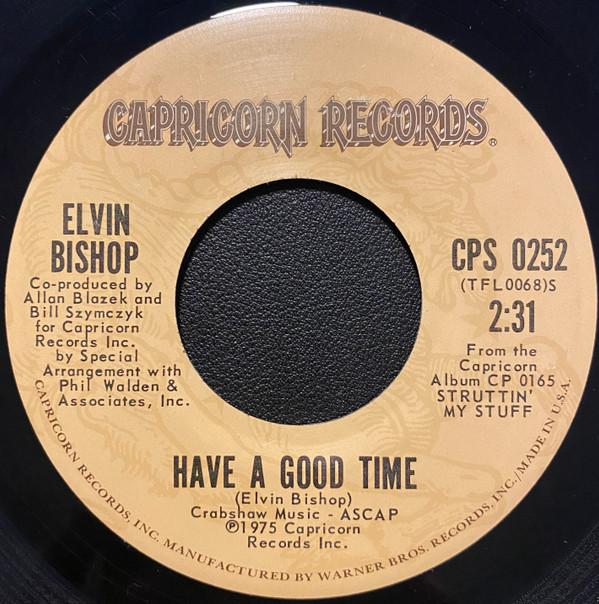 CAPRICORN RECORDS®
ELVIN
BISHOP
Co-produced by
Allan Blazek and
Bill Szymczyk
for Capricorn
Records Inc.
by Special
Arrangement with
Phil Walden &
Associates, Inc.
CPS 0252
(TFL0068)S
2:31
From the
Capricorn
Album CP 0165
STRUTTIN'
MY STUFF
HAVE A GOOD TIME
(Elvin Bishop)
Crabshaw Music - ASCAP
℗1975 Capricorn
Records Inc.
CAPRICORN RECORDS, INC. MANUFACTURED BY WARNER BROS. RECORDS, INC./MADE IN U.S.A.